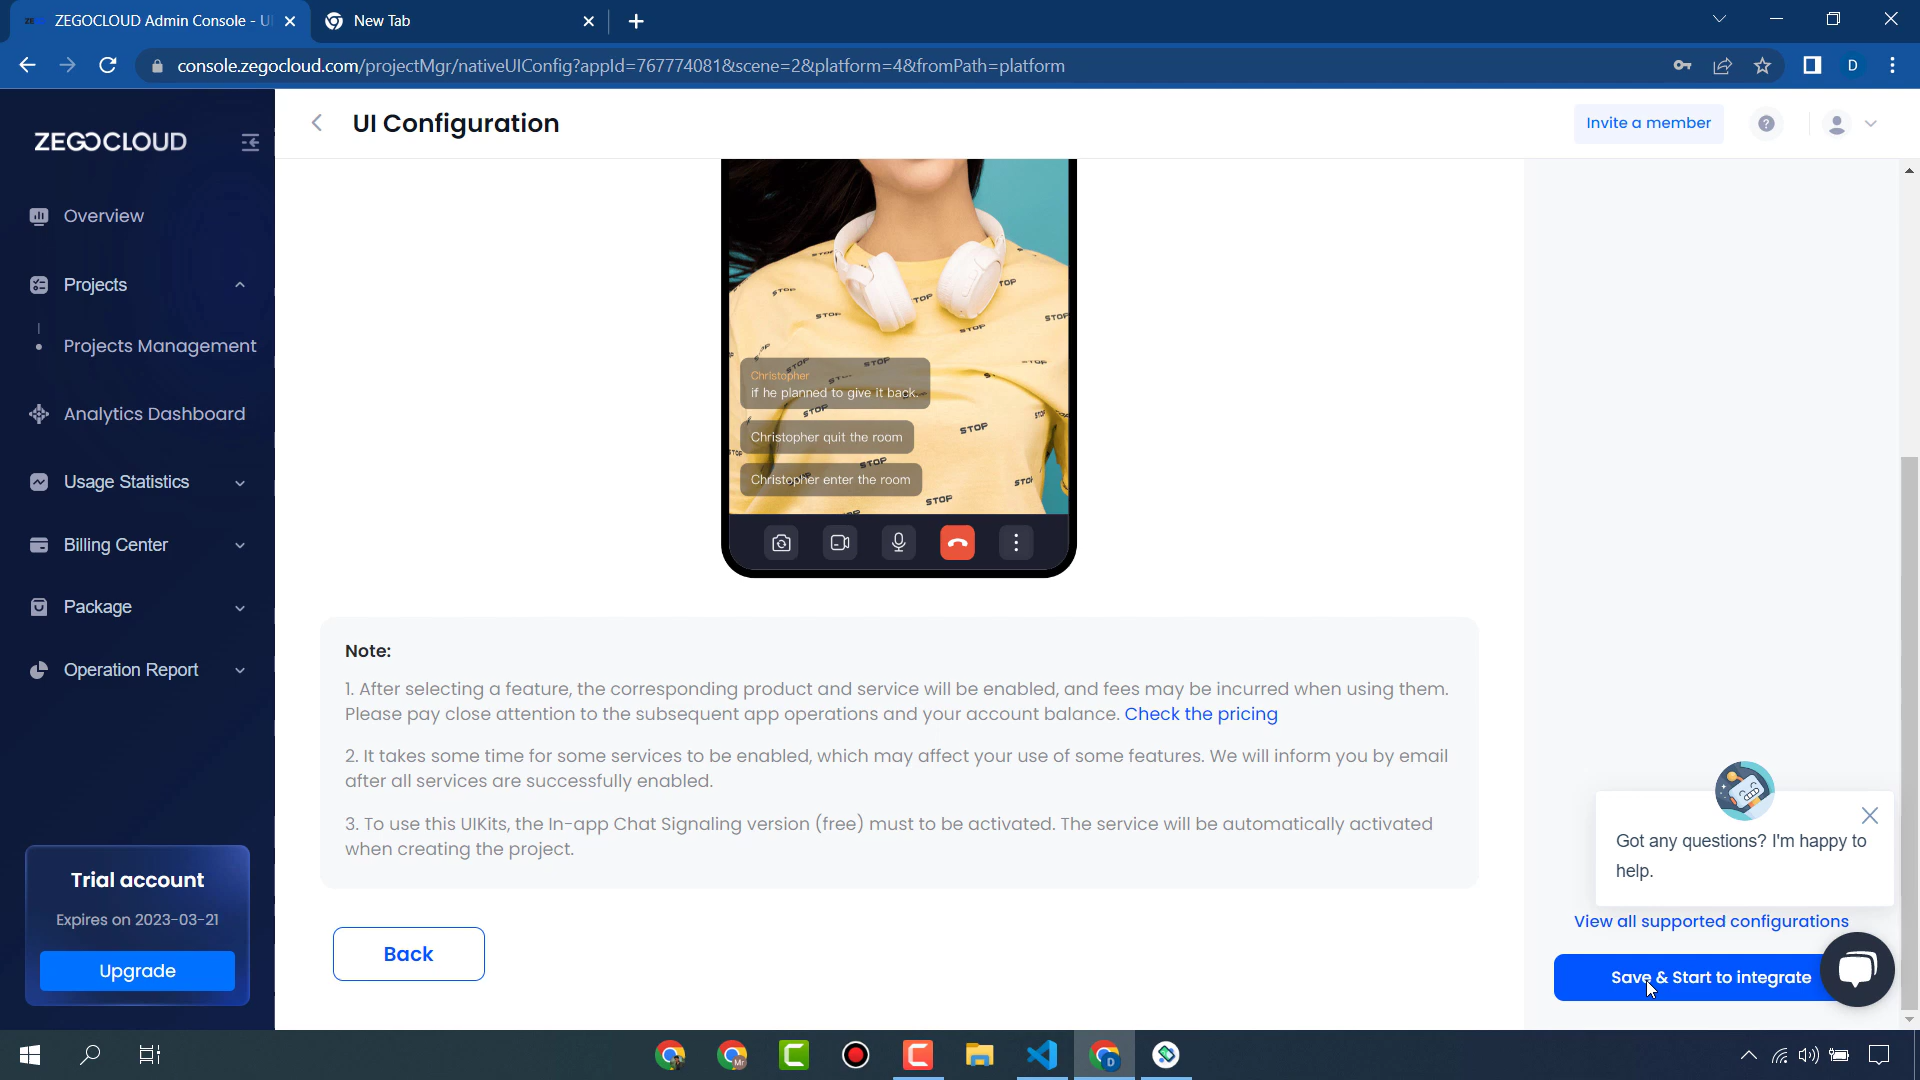 ZEGOCLOUD Admin Console - UI
New Tab
console.zegocloud.com/projectMgr/nativeUIConfig?appId=767774081&scene=2&platform=4&fromPath=platform
D
ZEGOCLOUD
UI Configuration
Invite a member
Overview
Projects
Projects Management
Analytics Dashboard
Usage Statistics
Billing Center
Package
Operation Report
Trial account
Expires on 2023-03-21
Upgrade
STOP
Christopher
if he planned to give it back.
Christopher quit the room
Christopher enter the room
Note:
1. After selecting a feature, the corresponding product and service will be enabled, and fees may be incurred when using them.
Please pay close attention to the subsequent app operations and your account balance. Check the pricing
2. It takes some time for some services to be enabled, which may affect your use of some features. We will inform you by email
after all services are successfully enabled.
3. To use this UIKits, the In-app Chat Signaling version (free) must to be activated. The service will be automatically activated
when creating the project.
Back
Got any questions? I'm happy to
help.
View all supported configurations
Save & Start to integrate